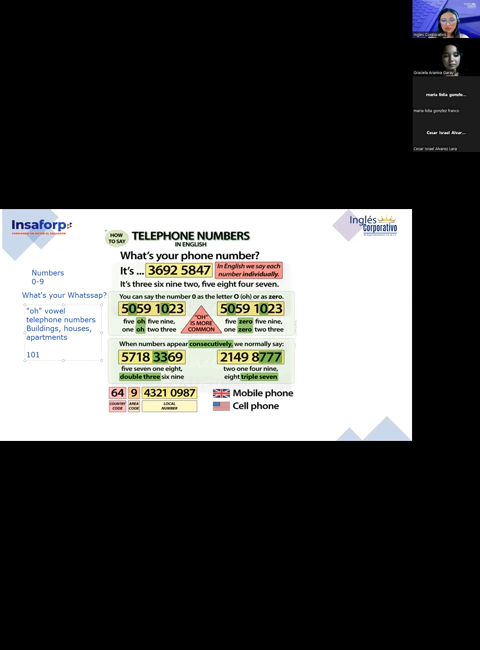 Inglés Corporativo
Graciela Aranira Garay
maria lidia gonzle...
maria lidia gonzlez franco
Cesar Israel Alvar...
Cesar Israel Alvarez Lara
Insaforp
Inglés
Corporativo
HOW
TO SAY
TELEPHONE NUMBERS
IN ENGLISH
What's your phone number?
It's ... 3692 5847
In English we say each
number individually.
It's three six nine two, five eight four seven.
Numbers
0-9
What's your Whatssap?
"oh" vowel
telephone numbers
Buildings, houses,
apartments
101
You can say the number 0 as the letter O (oh) or as zero.
5059 1023
five oh five nine,
one oh two three
"OH"
IS MORE
COMMON
5059 1023
five zero five nine,
one zero two three
When numbers appear consecutively, we normally say:
5718 3369
five seven one eight,
double three six nine
2149 8777
two one four nine,
eight triple seven
64 9 4321 0987
COUNTRY
CODE
AREA
CODE
LOCAL
NUMBER
Mobile phone
Cell phone